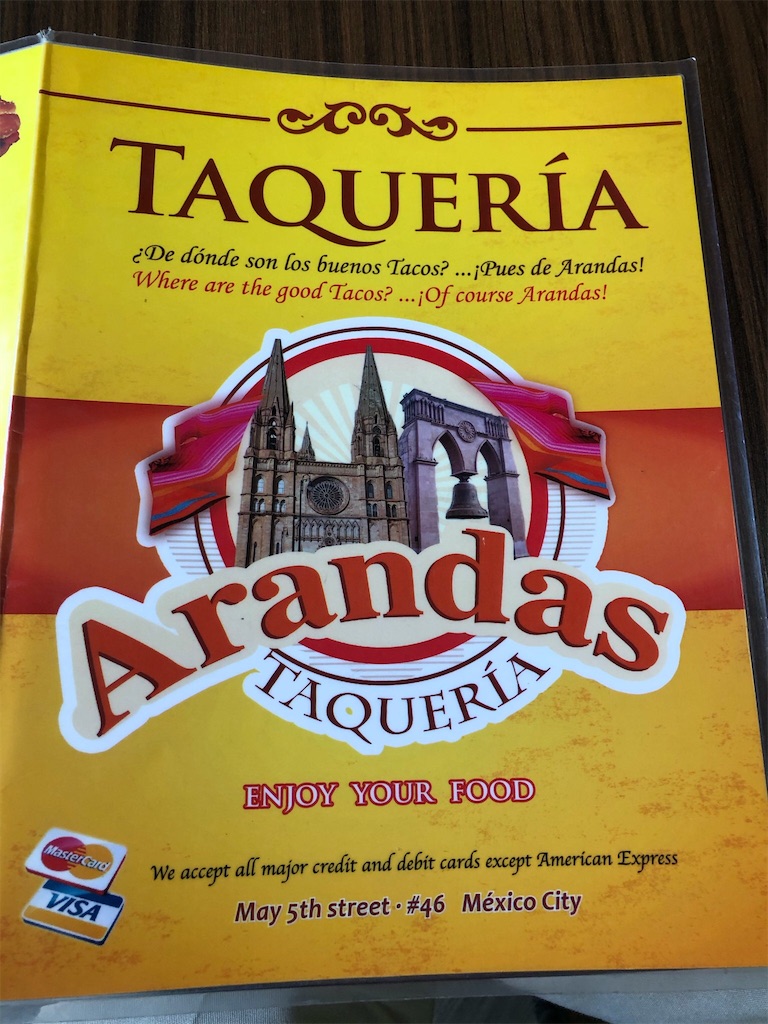 TAQUERÍA
¿De dónde son los buenos Tacos? ...¡Pues de Arandas!
Where are the good Tacos? ...¡Of course Arandas!
Arandas
TAQUERÍA
ENJOY YOUR FOOD
MasterCard
VISA
We accept all major credit and debit cards except American Express
May 5th street · #46 México City